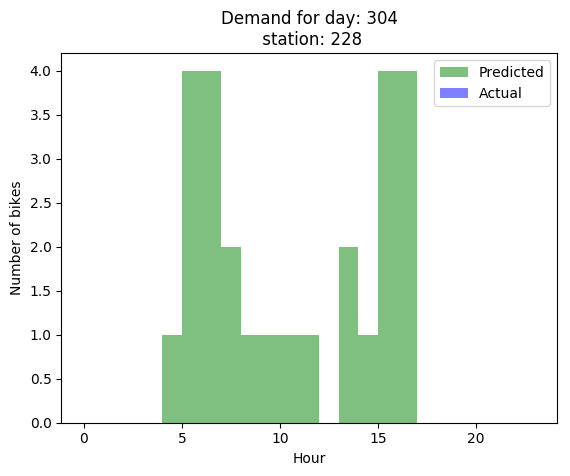 Demand for day: 304
station: 228
Predicted
Actual
Number of bikes
4.0
3.5
3.0
2.5
2.0
1.5
1.0
0.5
0.0
0 5 10 15 20
Hour